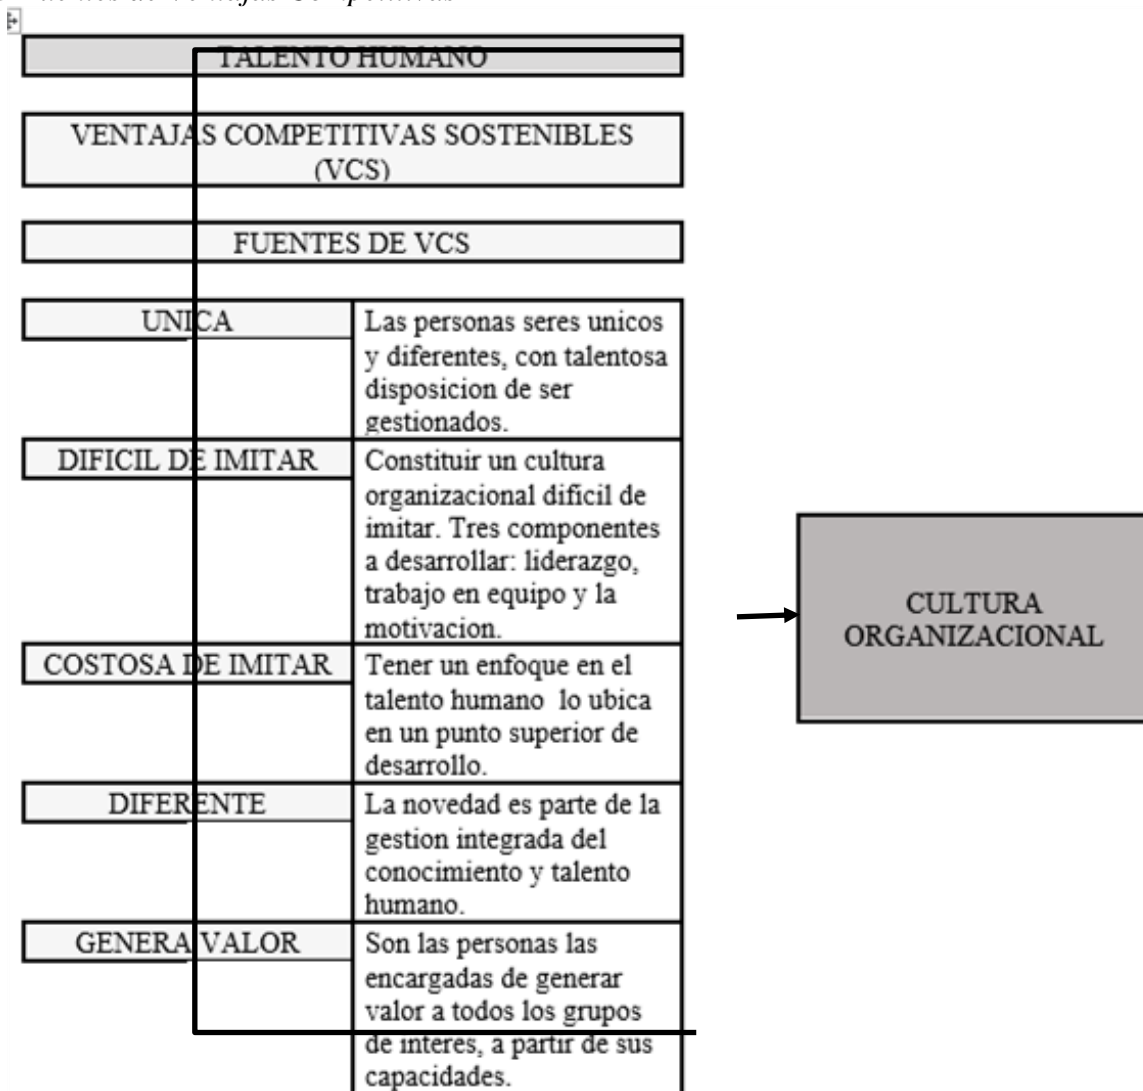 TALENTO HUMANO
VENTAJAS COMPETITIVAS SOSTENIBLES
(VCS)
FUENTES DE VCS
UNICA
Las personas seres unicos
y diferentes, con talentosa
disposicion de ser
gestionados.
DIFICIL DE IMITAR
Constituir un cultura
organizacional dificil de
imitar. Tres componentes
a desarrollar: liderazgo,
trabajo en equipo y la
motivacion.
COSTOSA DE IMITAR
Tener un enfoque en el
talento humano lo ubica
en un punto superior de
desarrollo.
DIFERENTE
La novedad es parte de la
gestion integrada del
conocimiento y talento
humano.
GENERA VALOR
Son las personas las
encargadas de generar
valor a todos los grupos
de interes, a partir de sus
capacidades.
CULTURA
ORGANIZACIONAL